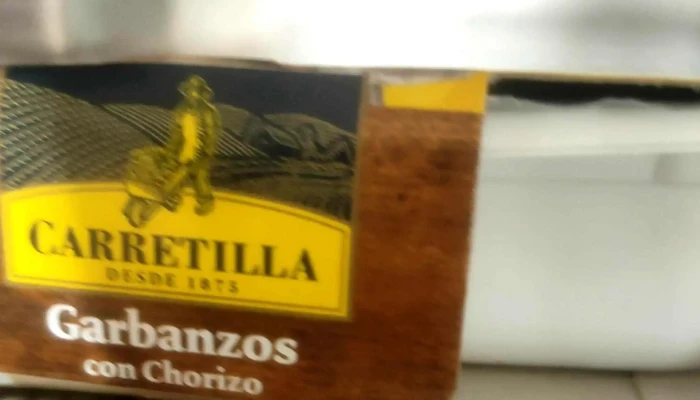 CARRETILLA
DESDE 1875
Garbanzos
con Chorizo